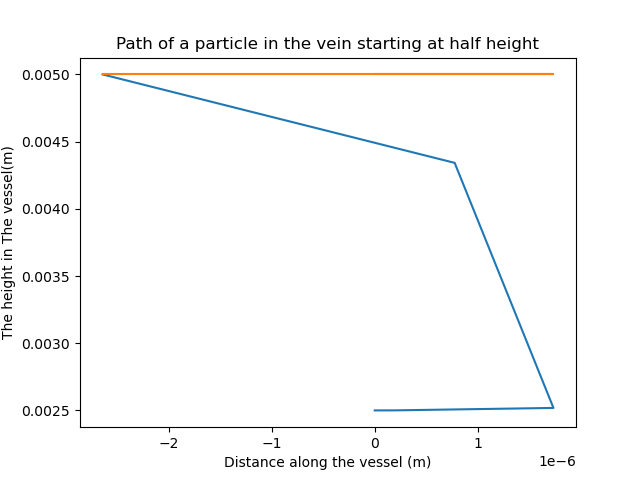 Path of a particle in the vein starting at half height
The height in The vessel(m)
0.0050
0.0045
0.0040
0.0035
0.0030
0.0025
−2
−1
0
1
1e−6
Distance along the vessel (m)